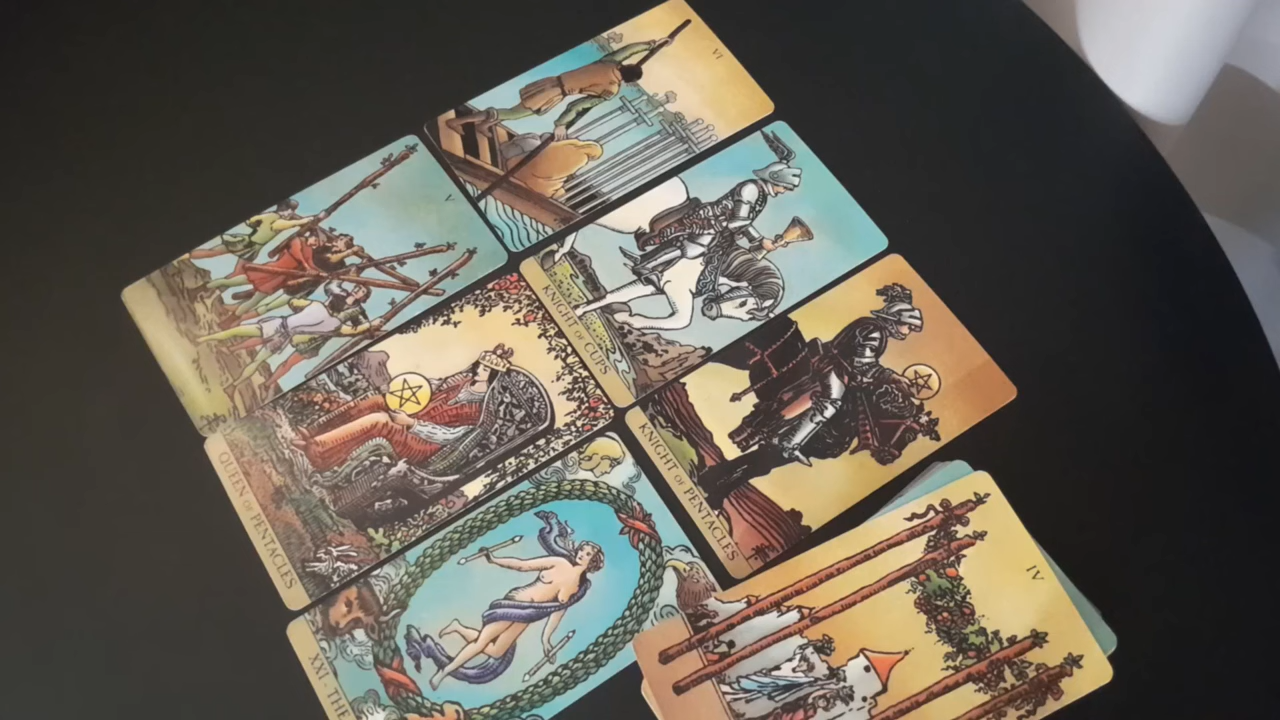 VI
V
KNIGHT OF CUPS
QUEEN OF PENTACLES
KNIGHT OF PENTACLES
XXI THE
IV